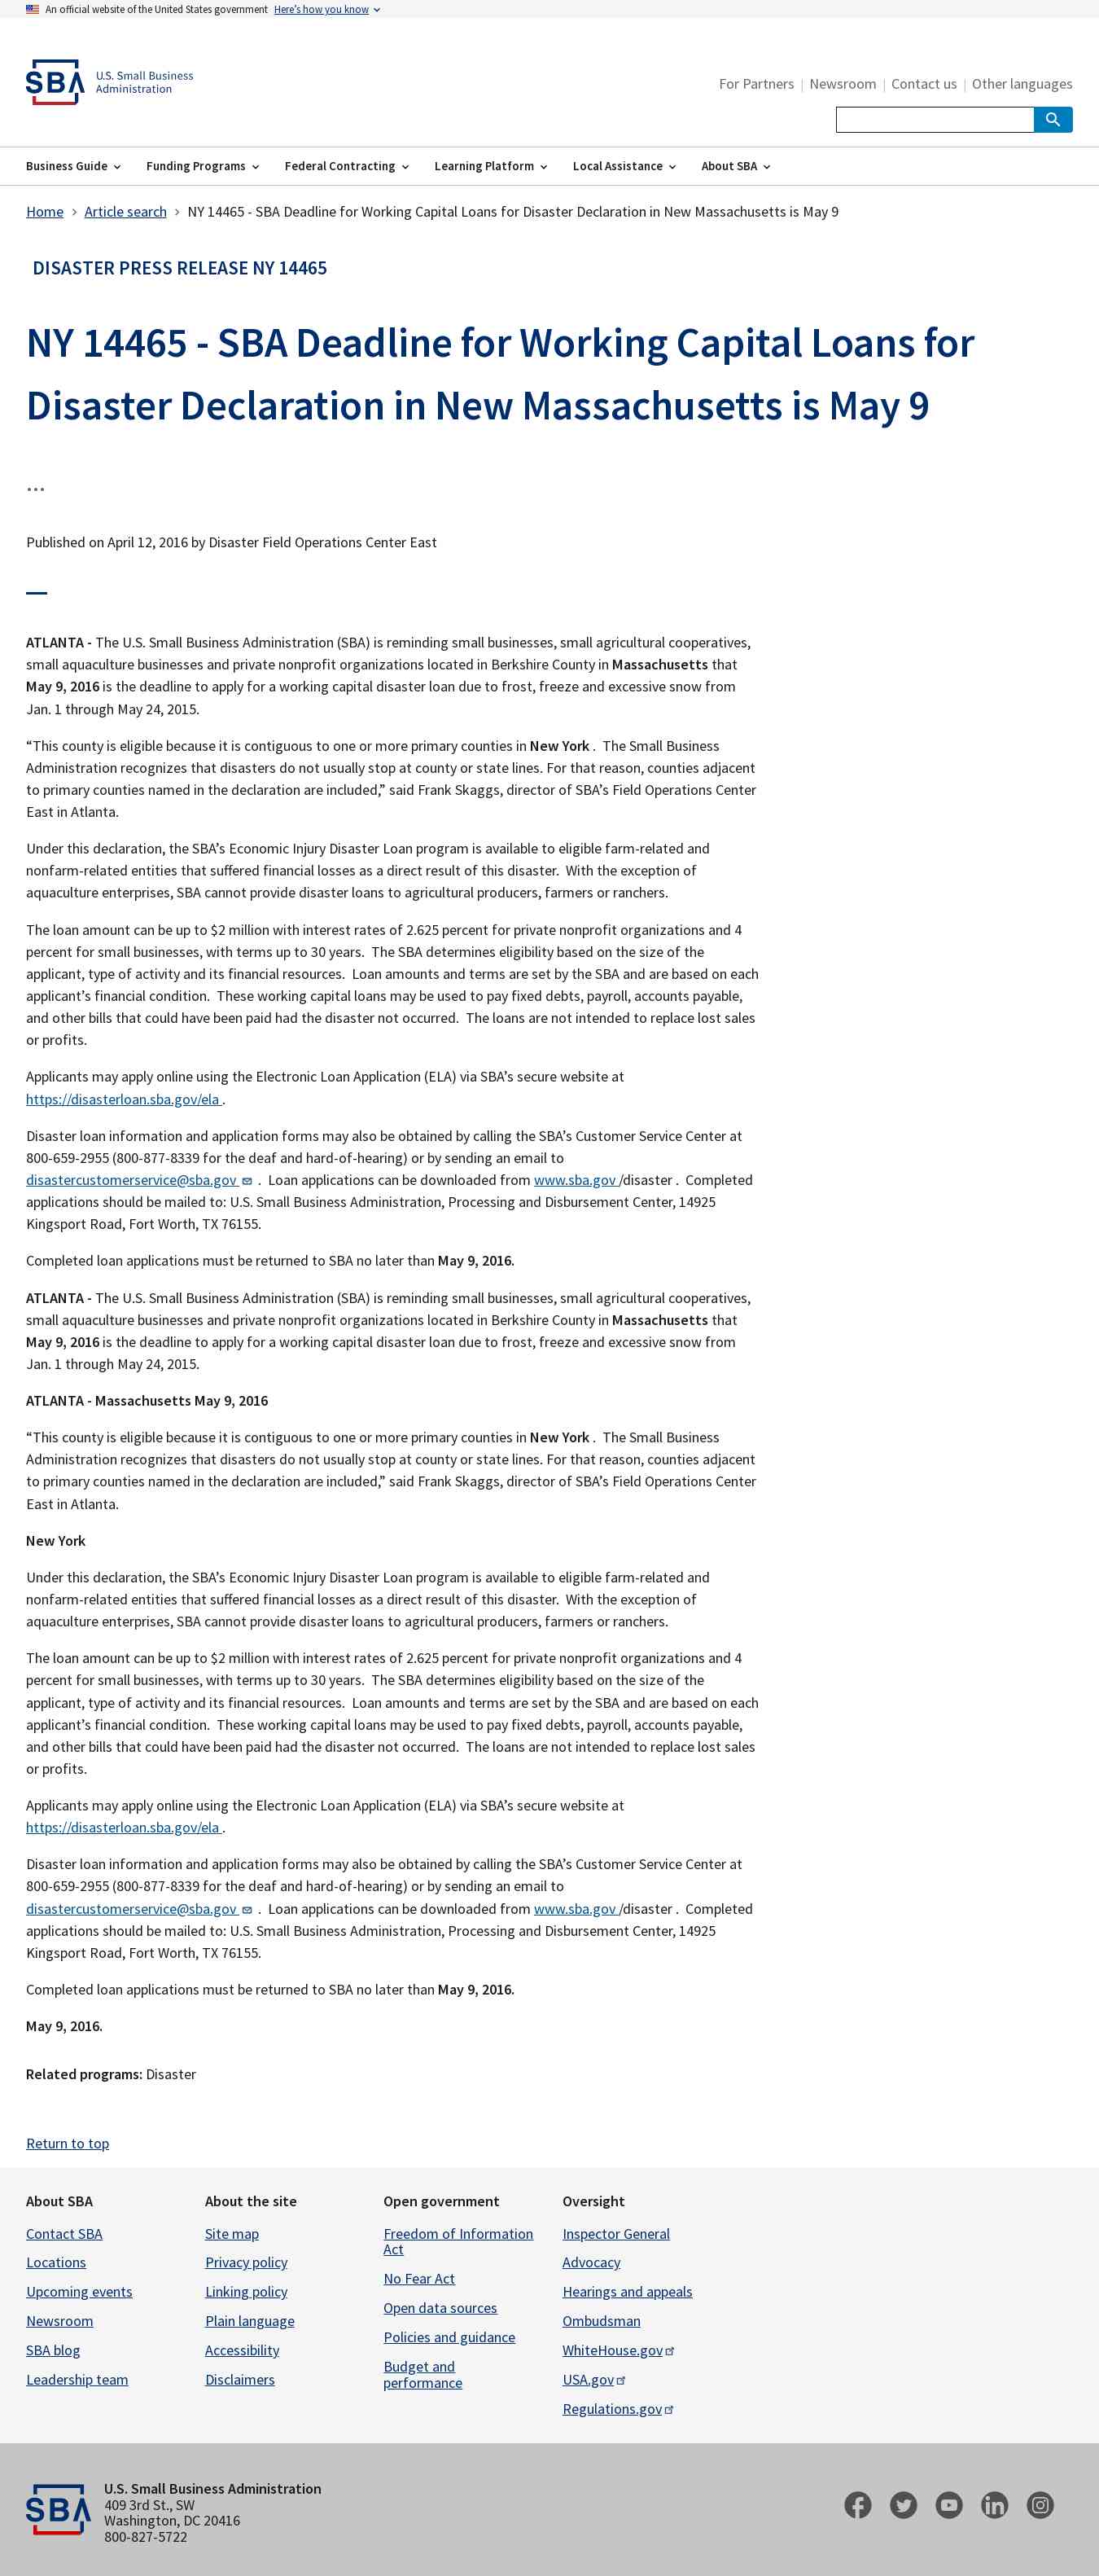 An official website of the United States government Here's how you know
SBA U.S. Small Business
Administration
For Partners | Newsroom | Contact us | Other languages
Business Guide Funding Programs Federal Contracting Learning Platform Local Assistance About SBA
Home > Article search > NY 14465 - SBA Deadline for Working Capital Loans for Disaster Declaration in New Massachusetts is May 9
DISASTER PRESS RELEASE NY 14465
NY 14465 - SBA Deadline for Working Capital Loans for
Disaster Declaration in New Massachusetts is May 9
...
Published on April 12, 2016 by Disaster Field Operations Center East
ATLANTA - The U.S. Small Business Administration (SBA) is reminding small businesses, small agricultural cooperatives,
small aquaculture businesses and private nonprofit organizations located in Berkshire County in Massachusetts that
May 9, 2016 is the deadline to apply for a working capital disaster loan due to frost, freeze and excessive snow from
Jan. 1 through May 24, 2015.
“This county is eligible because it is contiguous to one or more primary counties in New York . The Small Business
Administration recognizes that disasters do not usually stop at county or state lines. For that reason, counties adjacent
to primary counties named in the declaration are included,” said Frank Skaggs, director of SBA’s Field Operations Center
East in Atlanta.
Under this declaration, the SBA’s Economic Injury Disaster Loan program is available to eligible farm-related and
nonfarm-related entities that suffered financial losses as a direct result of this disaster. With the exception of
aquaculture enterprises, SBA cannot provide disaster loans to agricultural producers, farmers or ranchers.
The loan amount can be up to $2 million with interest rates of 2.625 percent for private nonprofit organizations and 4
percent for small businesses, with terms up to 30 years. The SBA determines eligibility based on the size of the
applicant, type of activity and its financial resources. Loan amounts and terms are set by the SBA and are based on each
applicant’s financial condition. These working capital loans may be used to pay fixed debts, payroll, accounts payable,
and other bills that could have been paid had the disaster not occurred. The loans are not intended to replace lost sales
or profits.
Applicants may apply online using the Electronic Loan Application (ELA) via SBA’s secure website at
https://disasterloan.sba.gov/ela .
Disaster loan information and application forms may also be obtained by calling the SBA’s Customer Service Center at
800-659-2955 (800-877-8339 for the deaf and hard-of-hearing) or by sending an email to
disastercustomerservice@sba.gov . Loan applications can be downloaded from www.sba.gov /disaster . Completed
applications should be mailed to: U.S. Small Business Administration, Processing and Disbursement Center, 14925
Kingsport Road, Fort Worth, TX 76155.
Completed loan applications must be returned to SBA no later than May 9, 2016.
ATLANTA - The U.S. Small Business Administration (SBA) is reminding small businesses, small agricultural cooperatives,
small aquaculture businesses and private nonprofit organizations located in Berkshire County in Massachusetts that
May 9, 2016 is the deadline to apply for a working capital disaster loan due to frost, freeze and excessive snow from
Jan. 1 through May 24, 2015.
ATLANTA - Massachusetts May 9, 2016
“This county is eligible because it is contiguous to one or more primary counties in New York . The Small Business
Administration recognizes that disasters do not usually stop at county or state lines. For that reason, counties adjacent
to primary counties named in the declaration are included,” said Frank Skaggs, director of SBA’s Field Operations Center
East in Atlanta.
New York
Under this declaration, the SBA’s Economic Injury Disaster Loan program is available to eligible farm-related and
nonfarm-related entities that suffered financial losses as a direct result of this disaster. With the exception of
aquaculture enterprises, SBA cannot provide disaster loans to agricultural producers, farmers or ranchers.
The loan amount can be up to $2 million with interest rates of 2.625 percent for private nonprofit organizations and 4
percent for small businesses, with terms up to 30 years. The SBA determines eligibility based on the size of the
applicant, type of activity and its financial resources. Loan amounts and terms are set by the SBA and are based on each
applicant’s financial condition. These working capital loans may be used to pay fixed debts, payroll, accounts payable,
and other bills that could have been paid had the disaster not occurred. The loans are not intended to replace lost sales
or profits.
Applicants may apply online using the Electronic Loan Application (ELA) via SBA’s secure website at
https://disasterloan.sba.gov/ela .
Disaster loan information and application forms may also be obtained by calling the SBA’s Customer Service Center at
800-659-2955 (800-877-8339 for the deaf and hard-of-hearing) or by sending an email to
disastercustomerservice@sba.gov . Loan applications can be downloaded from www.sba.gov /disaster . Completed
applications should be mailed to: U.S. Small Business Administration, Processing and Disbursement Center, 14925
Kingsport Road, Fort Worth, TX 76155.
Completed loan applications must be returned to SBA no later than May 9, 2016.
May 9, 2016.
Related programs: Disaster
Return to top
About SBA
Contact SBA
Locations
Upcoming events
Newsroom
SBA blog
Leadership team
About the site
Site map
Privacy policy
Linking policy
Plain language
Accessibility
Disclaimers
Open government
Freedom of Information
Act
No Fear Act
Open data sources
Policies and guidance
Budget and
performance
Oversight
Inspector General
Advocacy
Hearings and appeals
Ombudsman
WhiteHouse.gov
USA.gov
Regulations.gov
SBA
U.S. Small Business Administration
409 3rd St., SW
Washington, DC 20416
800-827-5722